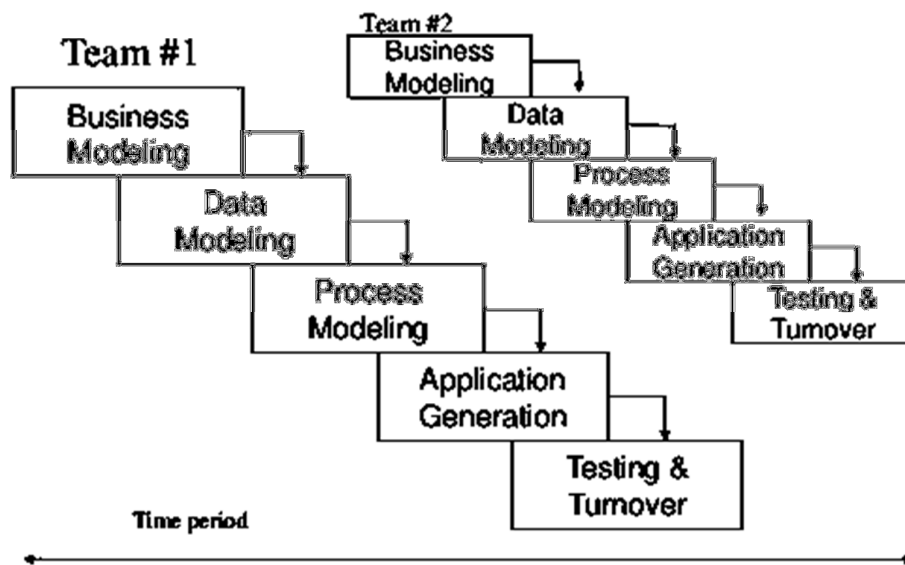 Team #1
Business
Modeling
Data
Modeling
Process
Modeling
Application
Generation
Testing &
Turnover
Team #2
Business
Modeling
Data
Modeling
Process
Modeling
Application
Generation
Testing &
Turnover
Time period